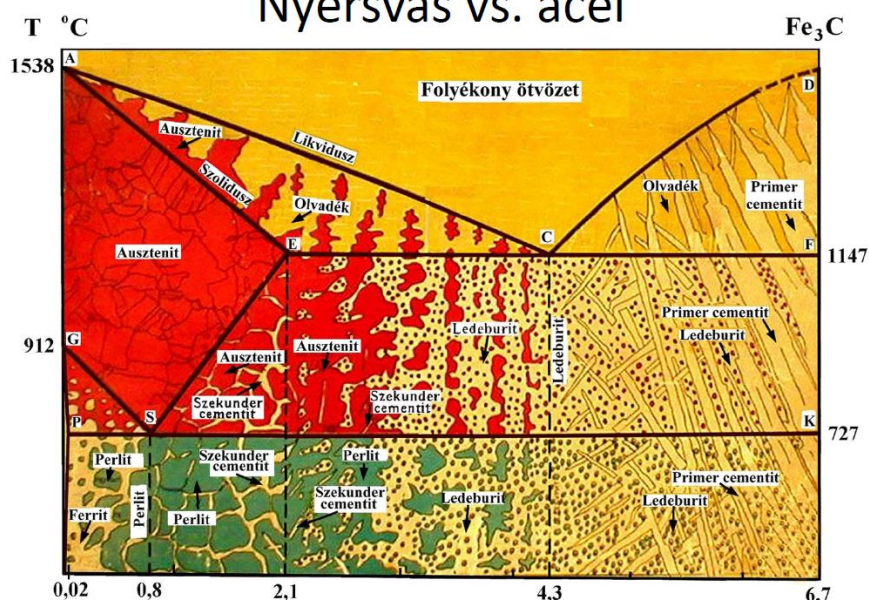 Nyersvas vs. acél
T °C
Fe₃C
A
1538
D
Folyékony ötvözet
Ausztenit
Likvidusz
Szolidusz
Olvadék
Olvadék
Primer
cementit
Ausztenit
E
C
F
1147
Ledeburit
Primer cementit
Ledeburit
Ledeburit
912
G
Ausztenit
Ausztenit
Szekunder
cementit
Szekunder
cementit
P
S
K
727
Perlit
Szekunder
cementit
Perlit
Primer cementit
Ferrit
Perlit
Perlit
Szekunder
cementit
Ledeburit
Ledeburit
0,02
0,8
2,1
4,3
6,7